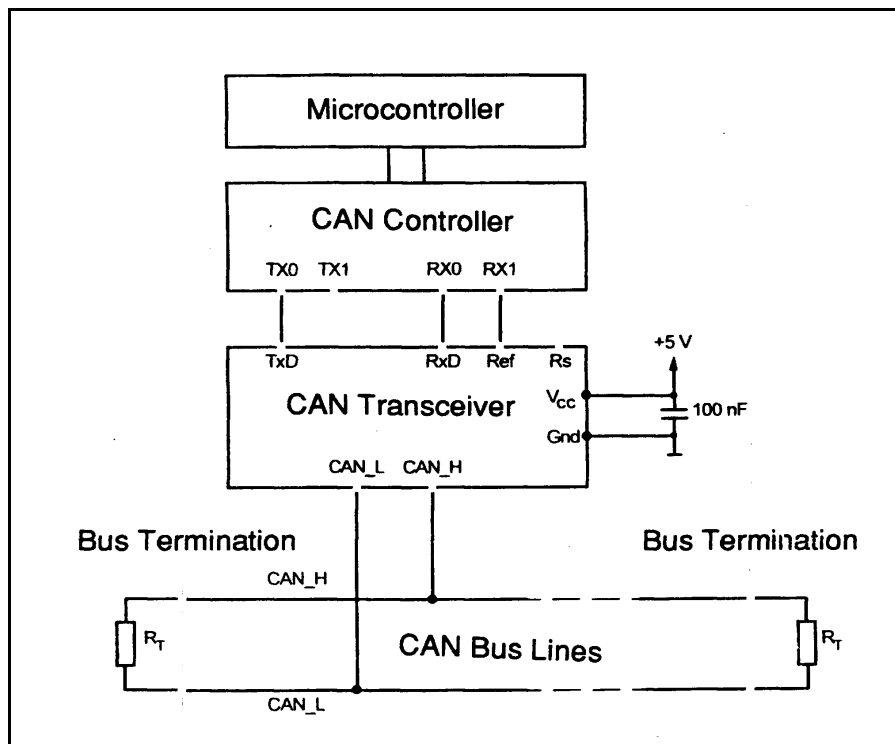 Microcontroller
CAN Controller
TX0 TX1 RX0 RX1
TxD RxD Ref Rs
+5 V
CAN Transceiver
VCC
100 nF
Gnd
CAN_L CAN_H
Bus Termination Bus Termination
CAN_H
RT CAN Bus Lines RT
CAN_L